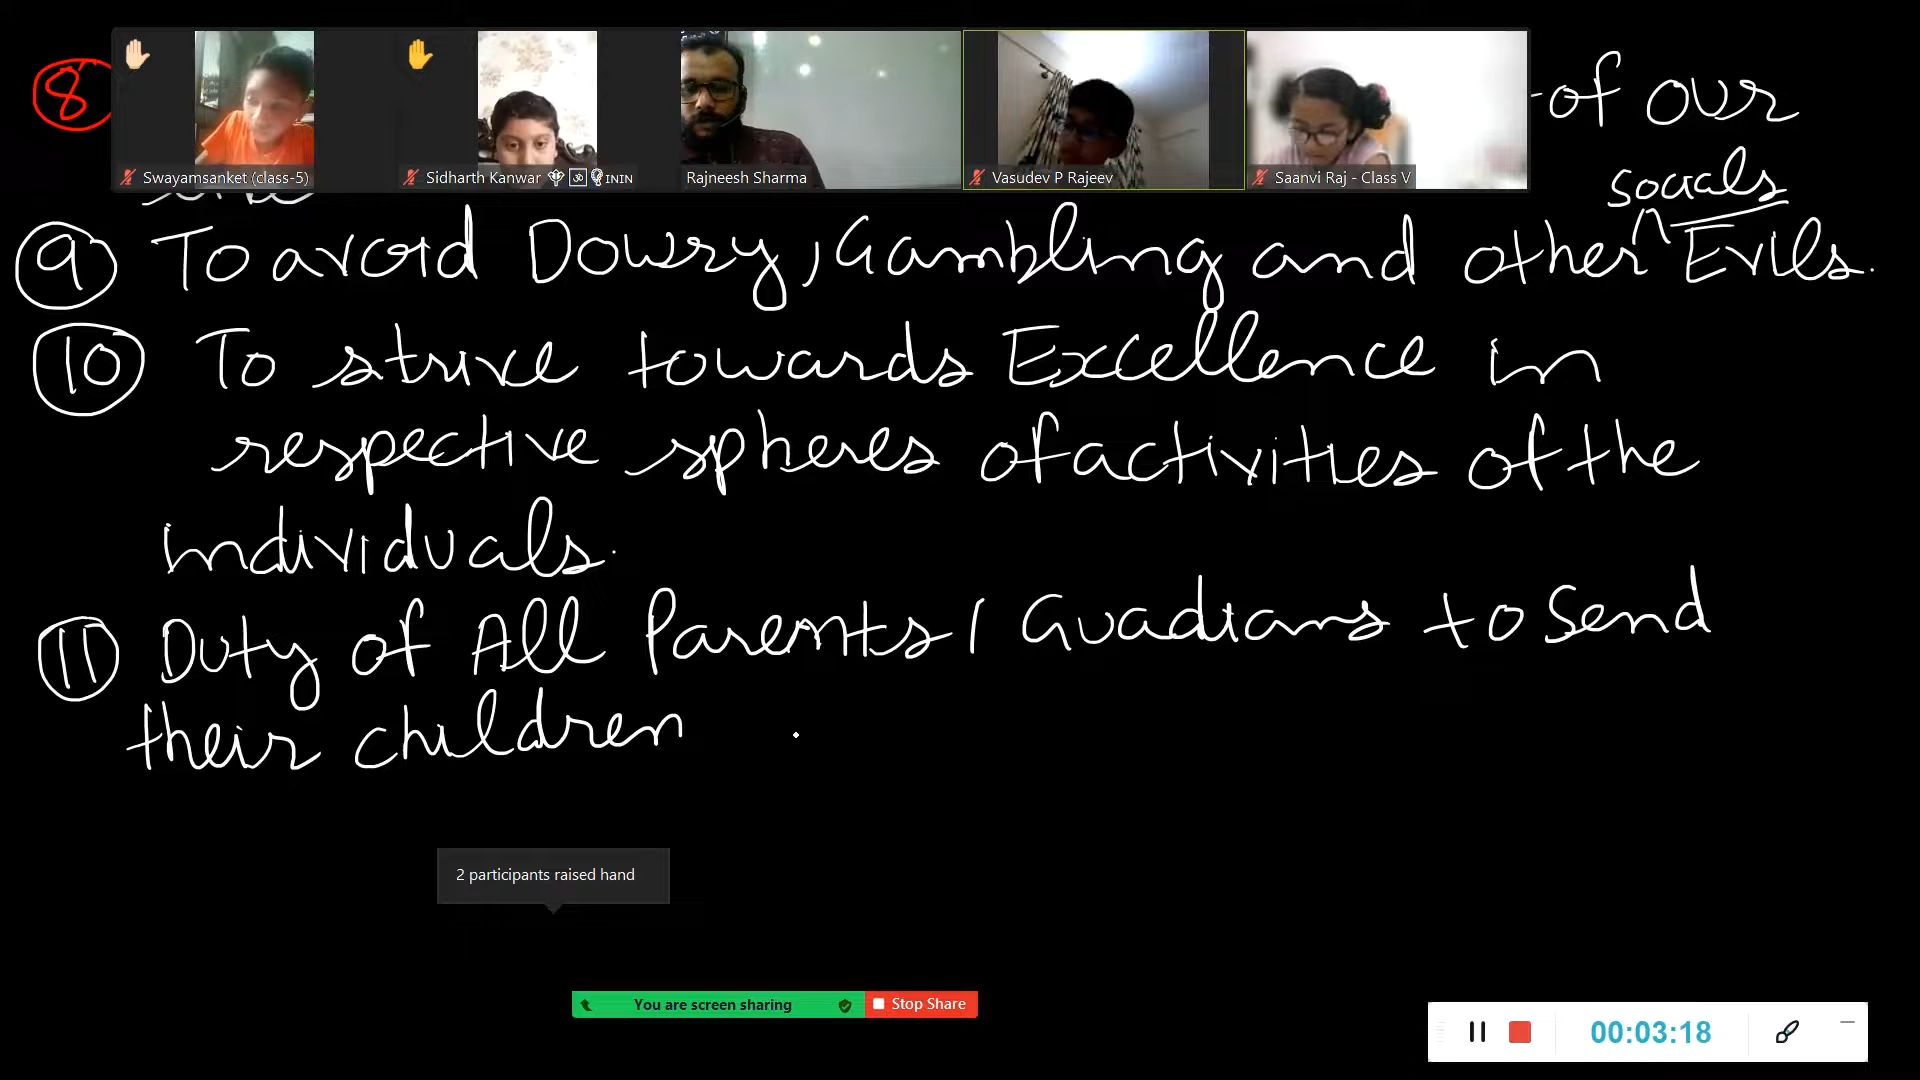 8
Swayamsanket (class-5)
Sidharth Kanwar
ININ
Rajneesh Sharma
Vasudev P Rajeev
Saanvi Raj - Class V
of our
socials
9 To avoid Dowry, Gambling and other ^ Evils.
10 To strive towards Excellence in
respective spheres of activities of the
individuals.
11 Duty of All Parents/ Guadians to Send
their children
2 participants raised hand
You are screen sharing
Stop Share
00:03:18